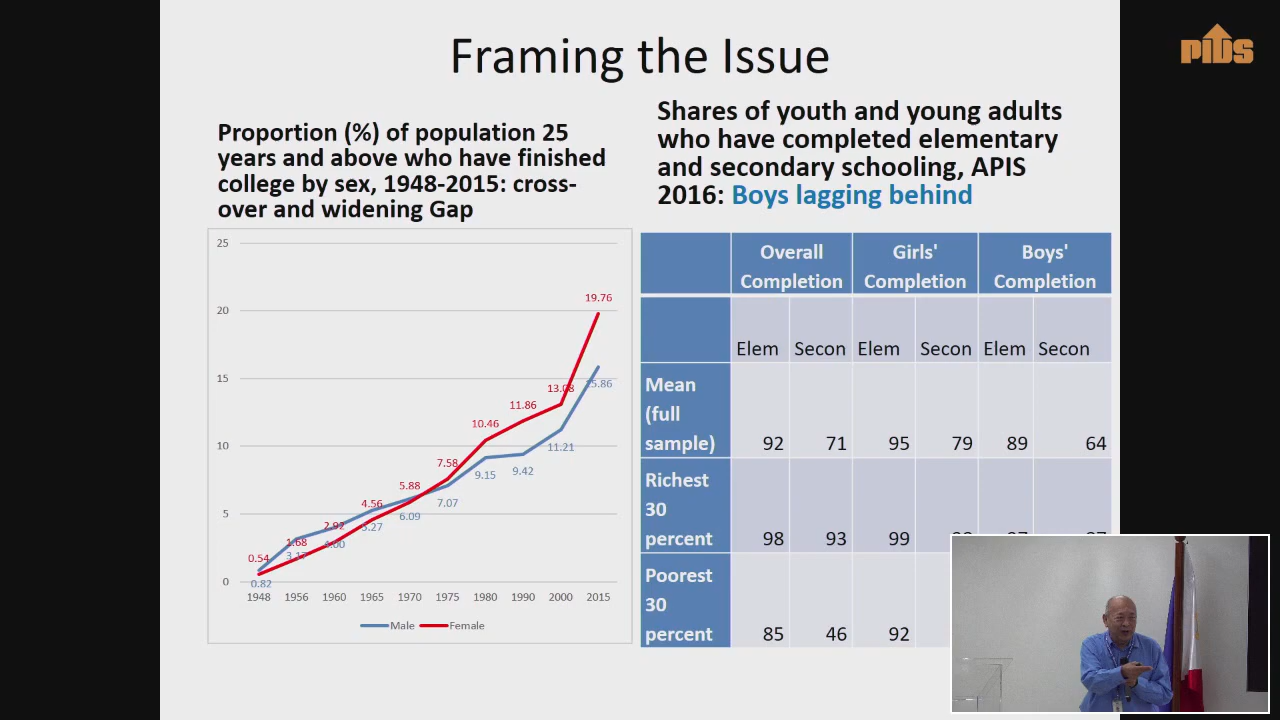 Framing the Issue
PIDS
Proportion (%) of population 25
years and above who have finished
college by sex, 1948-2015: cross-
over and widening Gap
Shares of youth and young adults
who have completed elementary
and secondary schooling, APIS
2016: Boys lagging behind
25
20
15
10
5
0
19.76
13.08
15.86
11.86
10.46
11.21
9.42
9.15
7.58
7.07
5.88
6.09
4.56
5.27
2.92
4.00
1.68
0.54
0.82
1948 1956 1960 1965 1970 1975 1980 1990 2000 2015
Male Female
Overall Completion Girls' Completion Boys' Completion
Elem Secon Elem Secon Elem Secon
Mean (full sample) 92 71 95 79 89 64
Richest 30 percent 98 93 99
Poorest 30 percent 85 46 92